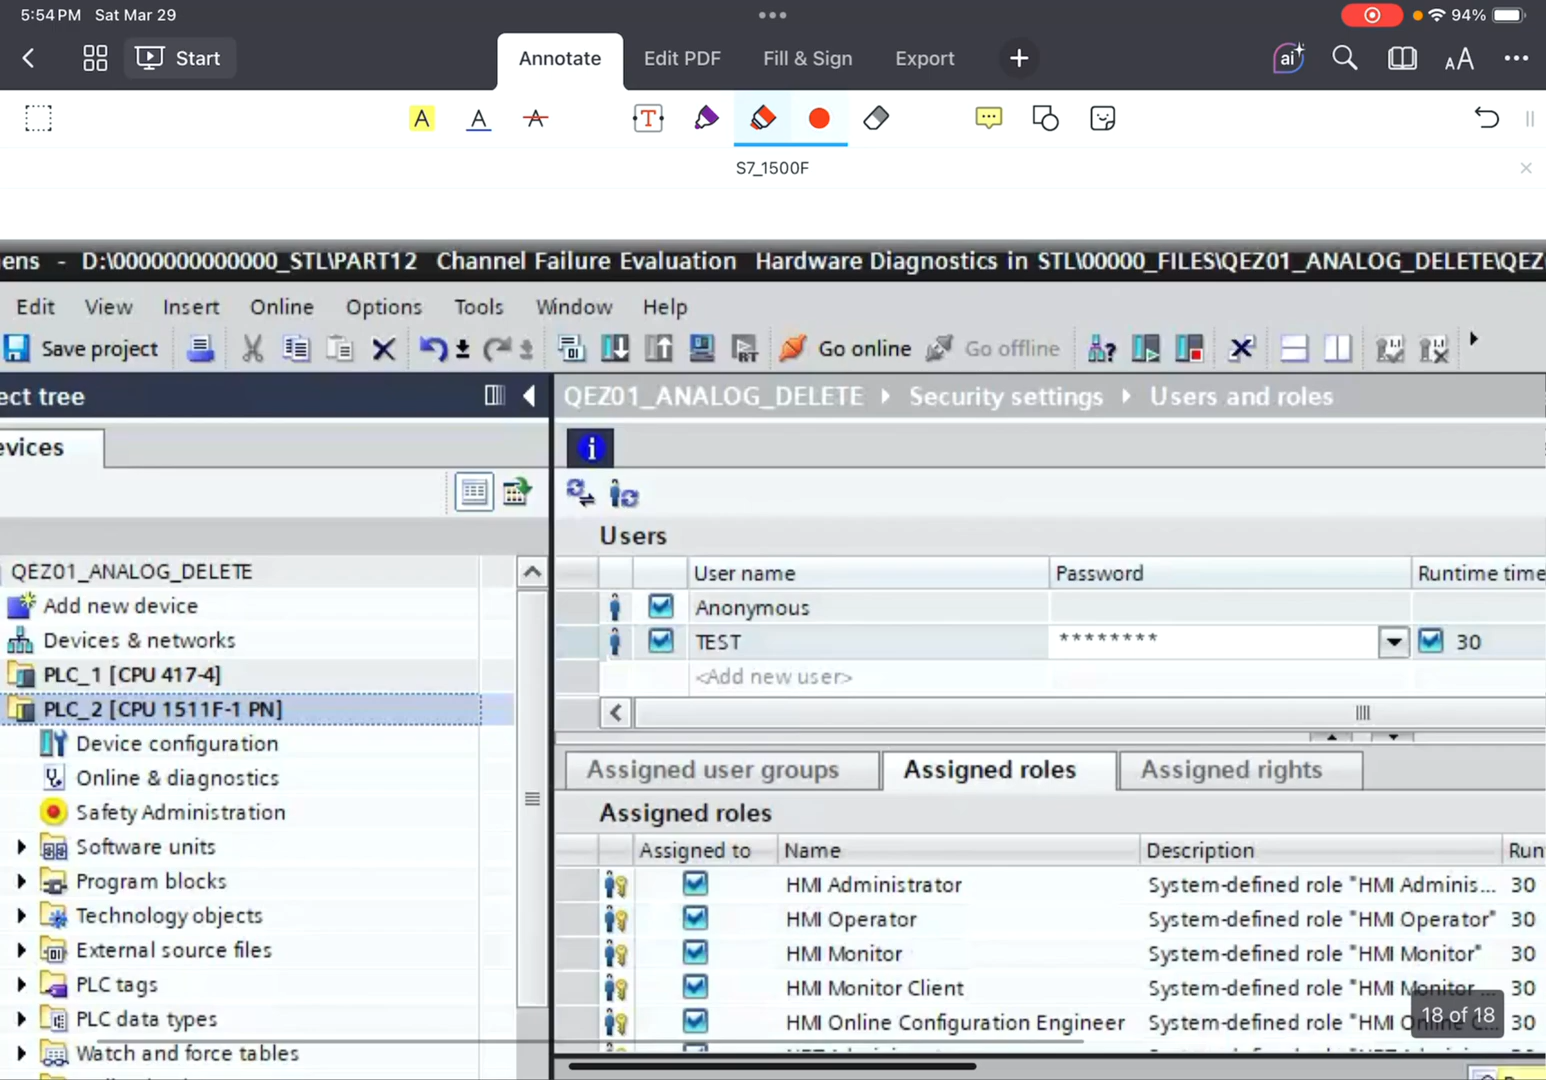 5:54 PM Sat Mar 29
94%
Start
Annotate
Edit PDF
Fill & Sign
Export
ai
AA
A
A
A
T
S7_1500F
ens - D:\0000000000000_STL\PART12 Channel Failure Evaluation Hardware Diagnostics in STL\00000_FILES\QEZ01_ANALOG_DELETE\QEZ
Edit View Insert Online Options Tools Window Help
Save project
RT
Go online
Go offline
ect tree
QEZ01_ANALOG_DELETE
Security settings
Users and roles
evices
i
Users
User name
Password
Runtime time
Anonymous
TEST
********
30
<Add new user>
QEZ01_ANALOG_DELETE
Add new device
Devices & networks
PLC_1 [CPU 417-4]
PLC_2 [CPU 1511F-1 PN]
Device configuration
Online & diagnostics
Safety Administration
Software units
Program blocks
Technology objects
External source files
PLC tags
PLC data types
Watch and force tables
Assigned user groups
Assigned roles
Assigned rights
Assigned roles
Assigned to
Name
Description
Run
HMI Administrator
System-defined role "HMI Adminis...
30
HMI Operator
System-defined role "HMI Operator"
30
HMI Monitor
System-defined role "HMI Monitor"
30
HMI Monitor Client
System-defined role "HMI Monitor
30
HMI Online Configuration Engineer
System-defined role "HMI
30
18 of 18